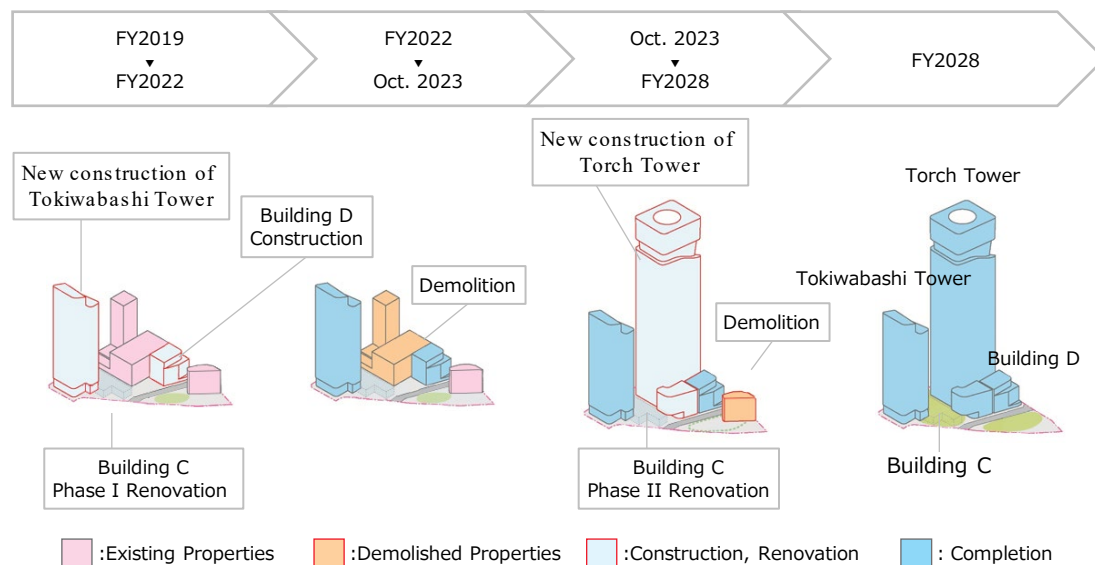 FY2019
▼
FY2022
FY2022
▼
Oct. 2023
Oct. 2023
▼
FY2028
FY2028
New construction of
Tokiwabashi Tower
Building D
Construction
Building C
Phase I Renovation
Demolition
New construction of
Torch Tower
Demolition
Building C
Phase II Renovation
Torch Tower
Tokiwabashi Tower
Building D
Building C
:Existing Properties
:Demolished Properties
:Construction, Renovation
: Completion